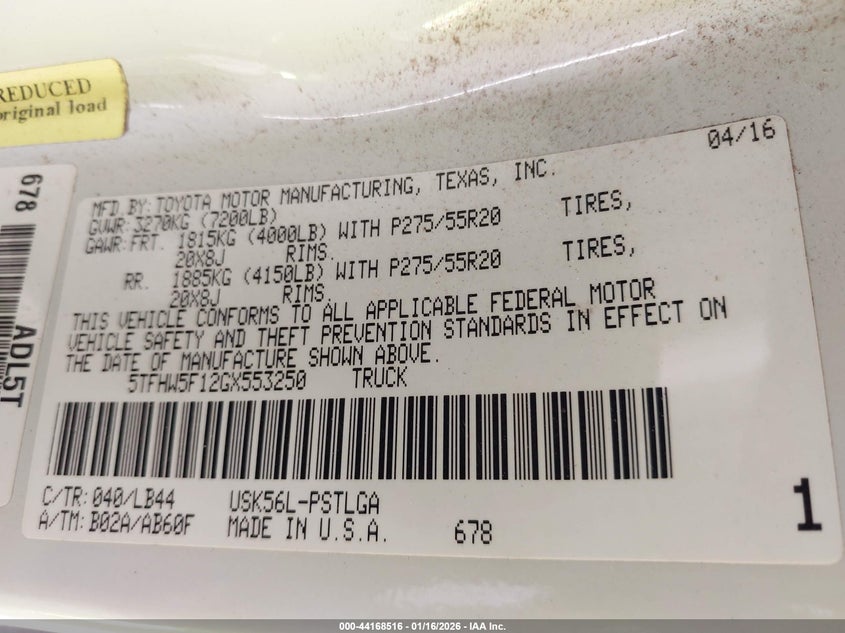 REDUCED
original load
678
ADL5T
04/16
MFD BY: TOYOTA MOTOR MANUFACTURING, TEXAS, INC.
GVWR: 3270KG (7200LB)
GAWR: FRT. 1815KG (4000LB) WITH P275/55R20 TIRES,
20X8J RIMS.
RR. 1885KG (4150LB) WITH P275/55R20 TIRES,
20X8J RIMS.
THIS VEHICLE CONFORMS TO ALL APPLICABLE FEDERAL MOTOR
VEHICLE SAFETY AND THEFT PREVENTION STANDARDS IN EFFECT ON
THE DATE OF MANUFACTURE SHOWN ABOVE.
5TFHW5F12GX553250 TRUCK
C/TR: 040/LB44 USK56L-PSTLGA
A/TM: B02A/AB60F MADE IN U.S.A. 678
1
000-44168516 - 01/16/2026 - IAA Inc.